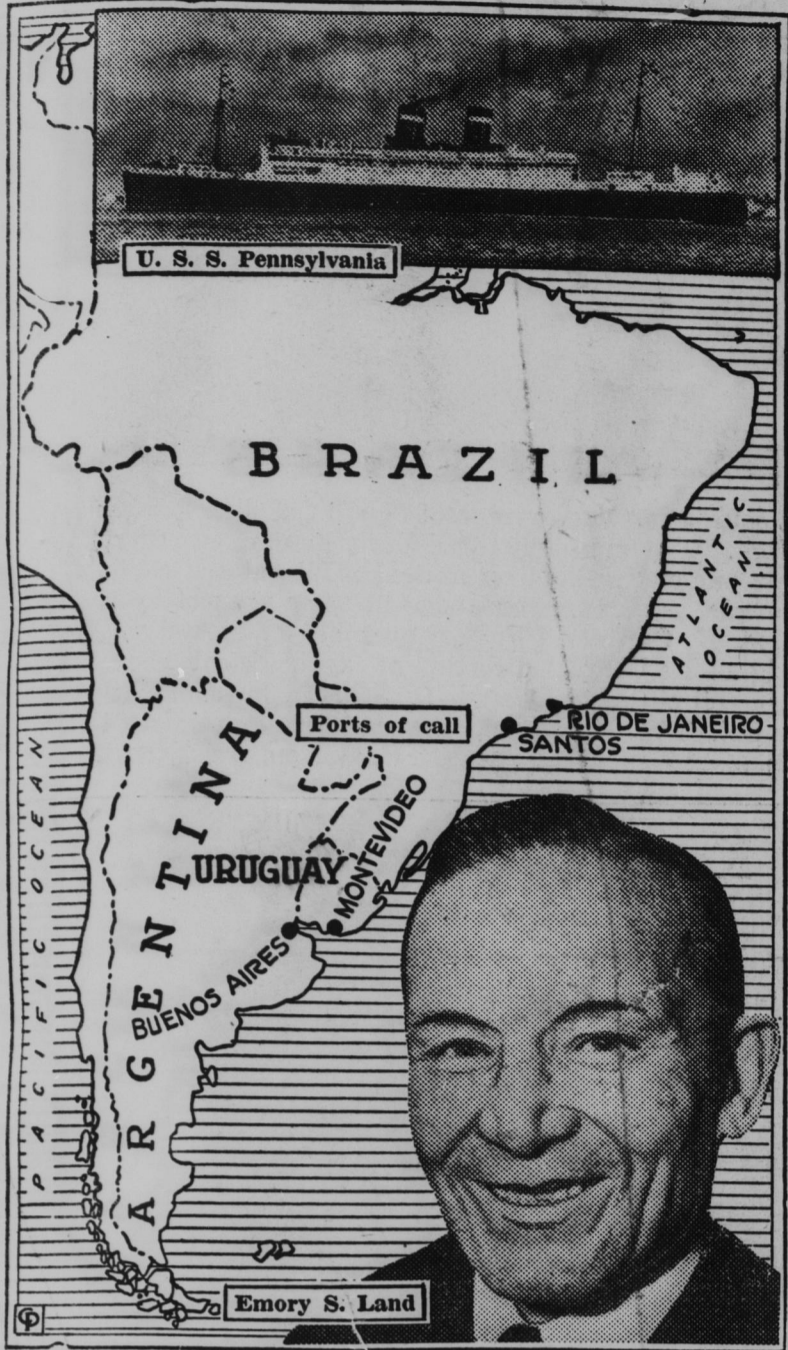 U. S. S. Pennsylvania
BRAZIL
ATLANTIC
OCEAN
Ports of call
RIO DE JANEIRO
SANTOS
PACIFIC OCEAN
ARGENTINA
URUGUAY
MONTEVIDEO
BUENOS AIRES
Emory S. Land
CP